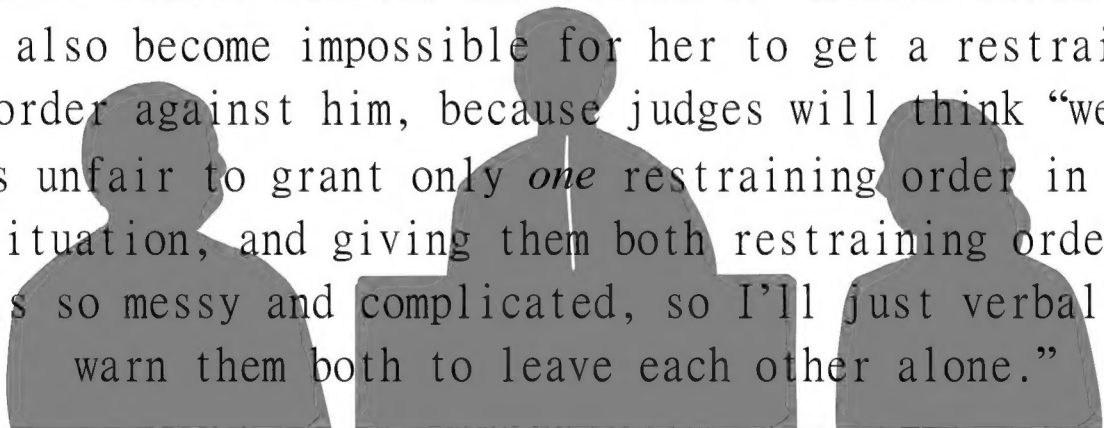 also become impossible for her to get a restrai
order against him, because judges will think “we
s unfair to grant only one restraining order in
ituation, and giving them both restraining orde
s so messy and complicated, so I’ll just verbal
warn them both to leave each other alone.”